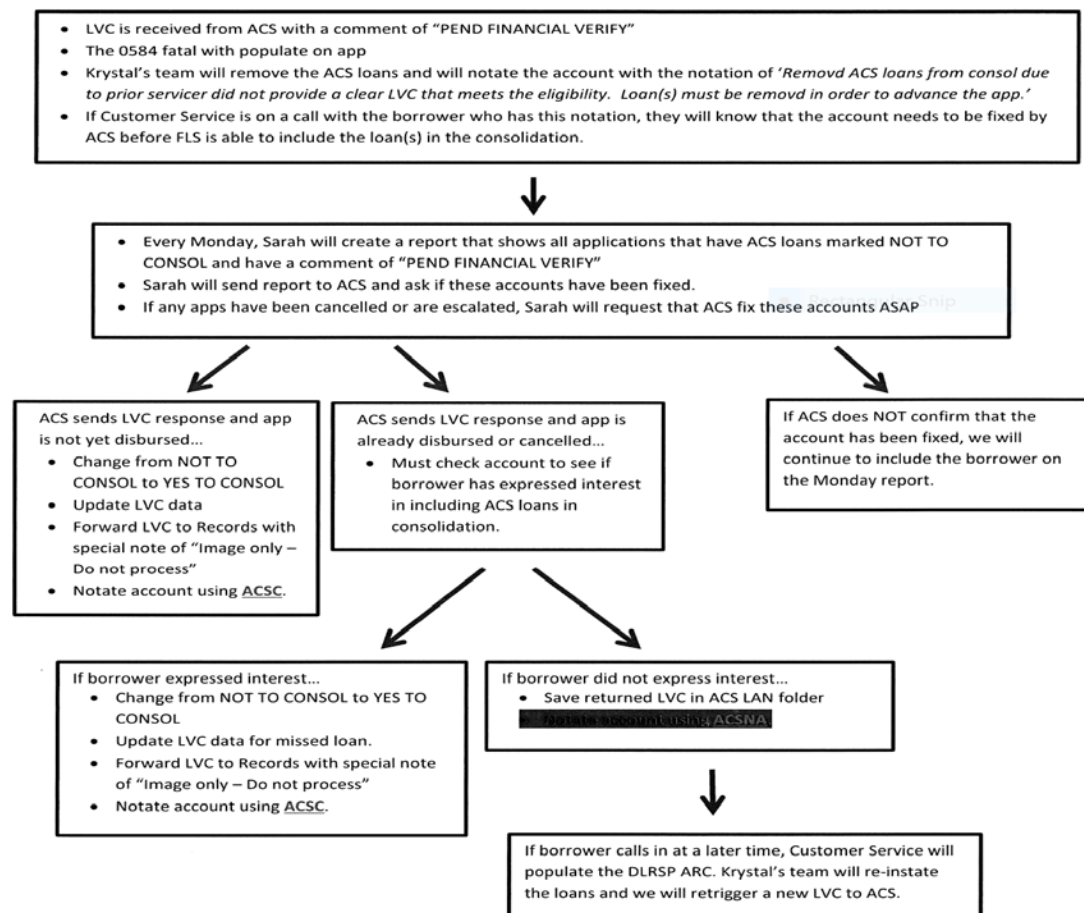 • LVC is received from ACS with a comment of “PEND FINANCIAL VERIFY”
• The 0584 fatal with populate on app
• Krystal’s team will remove the ACS loans and will notate the account with the notation of ‘Removd ACS loans from consol due
to prior servicer did not provide a clear LVC that meets the eligibility. Loan(s) must be removd in order to advance the app.’
• If Customer Service is on a call with the borrower who has this notation, they will know that the account needs to be fixed by
ACS before FLS is able to include the loan(s) in the consolidation.
• Every Monday, Sarah will create a report that shows all applications that have ACS loans marked NOT TO
CONSOL and have a comment of “PEND FINANCIAL VERIFY”
• Sarah will send report to ACS and ask if these accounts have been fixed.
Rectangular Snip
• If any apps have been cancelled or are escalated, Sarah will request that ACS fix these accounts ASAP
ACS sends LVC response and app
is not yet disbursed…
• Change from NOT TO
CONSOL to YES TO CONSOL
• Update LVC data
• Forward LVC to Records with
special note of “Image only –
Do not process”
• Notate account using ACSC.
ACS sends LVC response and app is
already disbursed or cancelled…
• Must check account to see if
borrower has expressed interest
in including ACS loans in
consolidation.
If ACS does NOT confirm that the
account has been fixed, we will
continue to include the borrower on
the Monday report.
If borrower expressed interest…
• Change from NOT TO CONSOL to YES TO
CONSOL
• Update LVC data for missed loan.
• Forward LVC to Records with special note
of “Image only – Do not process”
• Notate account using ACSC.
If borrower did not express interest…
• Save returned LVC in ACS LAN folder
• Notate account using ACSNA.
If borrower calls in at a later time, Customer Service will
populate the DLRSP ARC. Krystal’s team will re-instate
the loans and we will retrigger a new LVC to ACS.